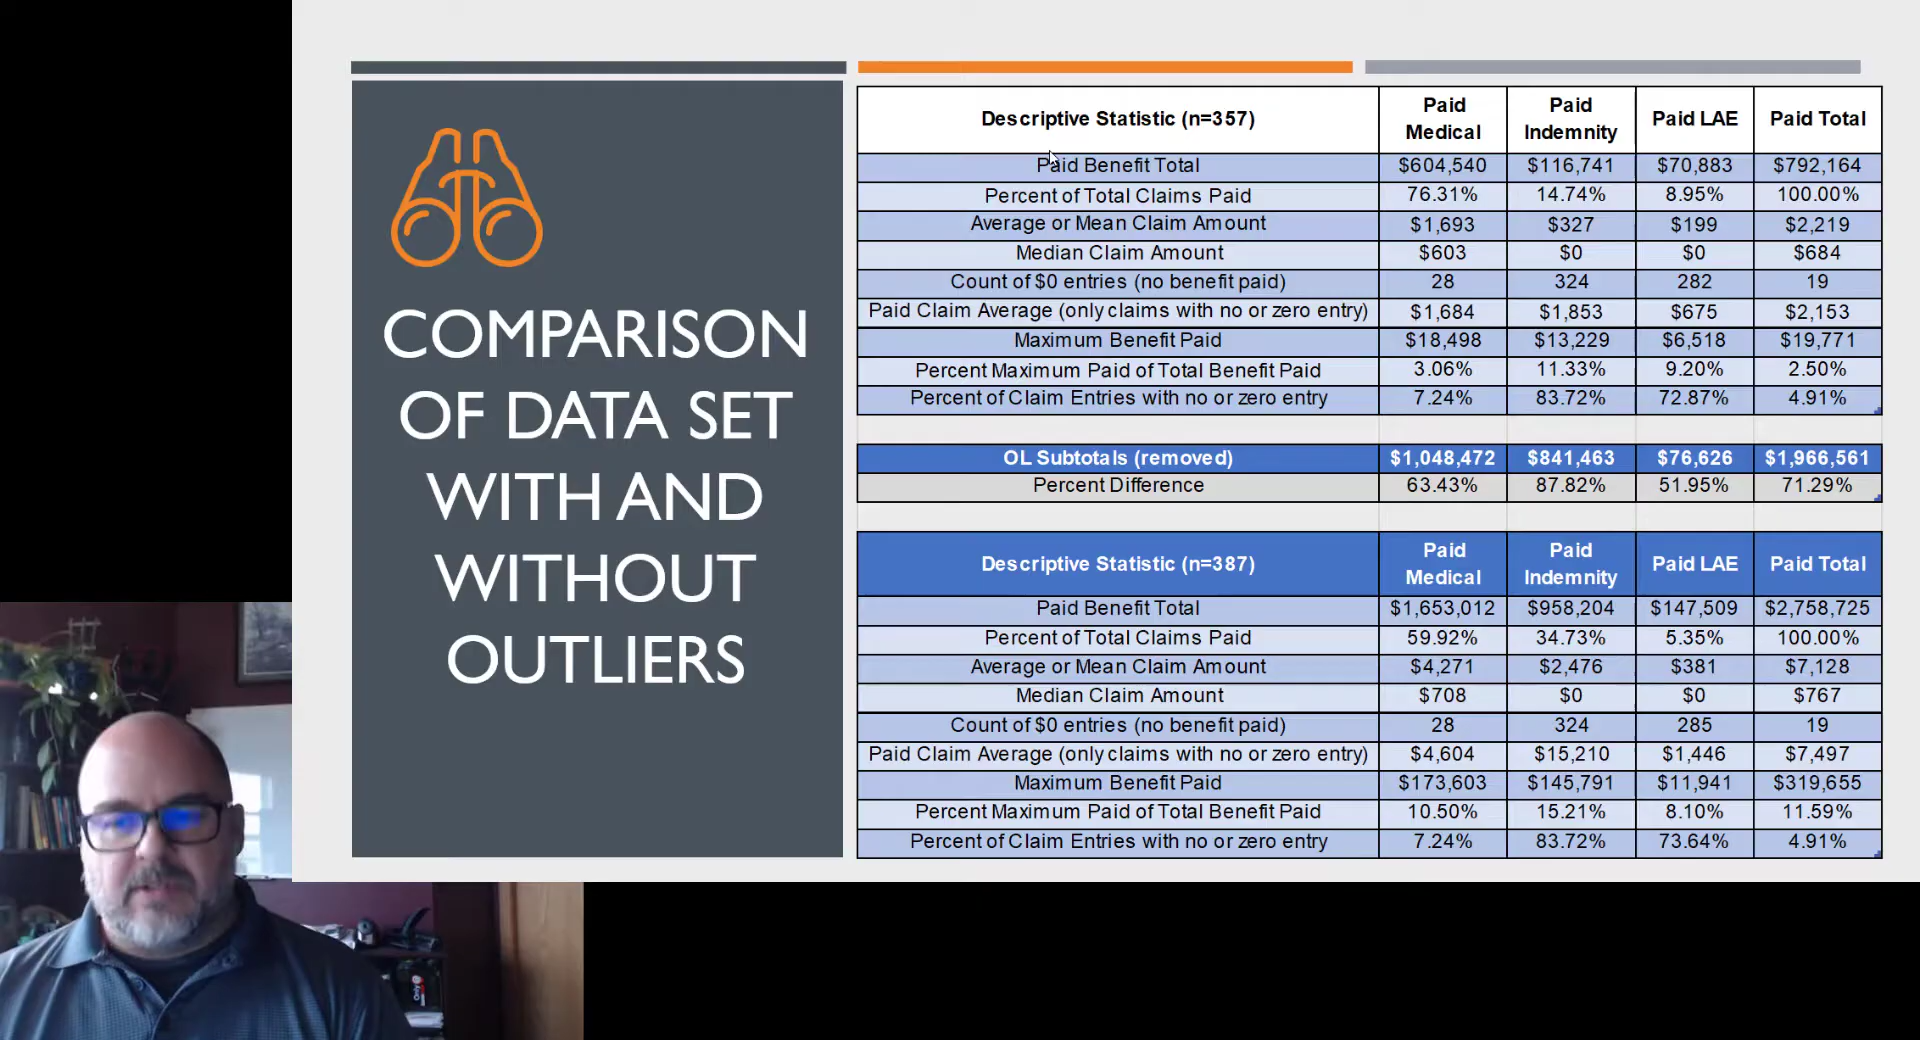 COMPARISON
OF DATA SET
WITH AND
WITHOUT
OUTLIERS
Descriptive Statistic (n=357) Paid Medical Paid Indemnity Paid LAE Paid Total
Paid Benefit Total $604,540 $116,741 $70,883 $792,164
Percent of Total Claims Paid 76.31% 14.74% 8.95% 100.00%
Average or Mean Claim Amount $1,693 $327 $199 $2,219
Median Claim Amount $603 $0 $0 $684
Count of $0 entries (no benefit paid) 28 324 282 19
Paid Claim Average (only claims with no or zero entry) $1,684 $1,853 $675 $2,153
Maximum Benefit Paid $18,498 $13,229 $6,518 $19,771
Percent Maximum Paid of Total Benefit Paid 3.06% 11.33% 9.20% 2.50%
Percent of Claim Entries with no or zero entry 7.24% 83.72% 72.87% 4.91%
OL Subtotals (removed) $1,048,472 $841,463 $76,626 $1,966,561
Percent Difference 63.43% 87.82% 51.95% 71.29%
Descriptive Statistic (n=387) Paid Medical Paid Indemnity Paid LAE Paid Total
Paid Benefit Total $1,653,012 $958,204 $147,509 $2,758,725
Percent of Total Claims Paid 59.92% 34.73% 5.35% 100.00%
Average or Mean Claim Amount $4,271 $2,476 $381 $7,128
Median Claim Amount $708 $0 $0 $767
Count of $0 entries (no benefit paid) 28 324 285 19
Paid Claim Average (only claims with no or zero entry) $4,604 $15,210 $1,446 $7,497
Maximum Benefit Paid $173,603 $145,791 $11,941 $319,655
Percent Maximum Paid of Total Benefit Paid 10.50% 15.21% 8.10% 11.59%
Percent of Claim Entries with no or zero entry 7.24% 83.72% 73.64% 4.91%